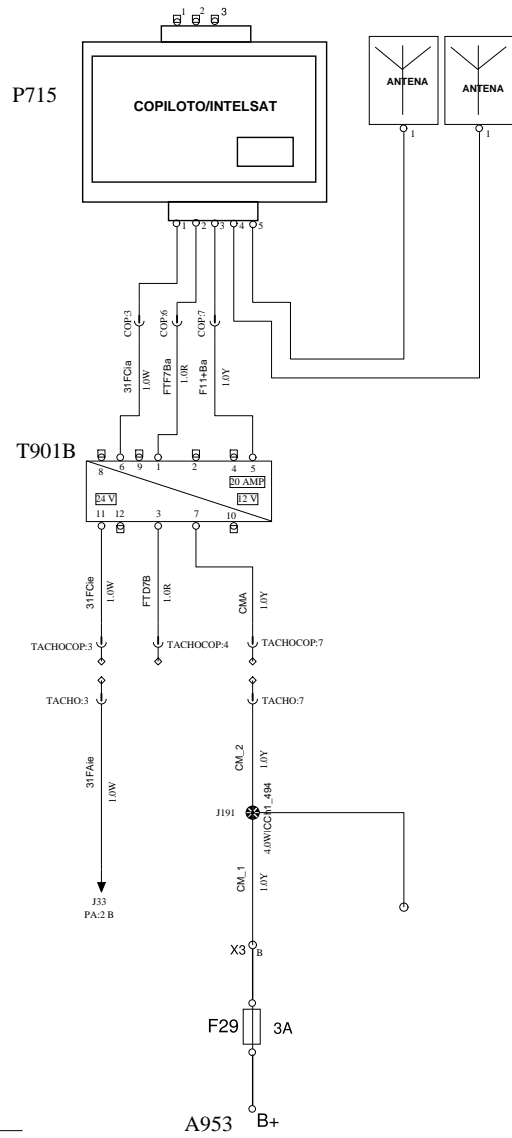 1 2 3
P715
COPILOTO/INTELSAT
ANTENA
ANTENA
1
1
1 2 3 4 5
COP:3
COP:6
COP:7
31FCia
1.0W
FTF7Ba
1.0R
F11+Ba
1.0Y
T901B
8 6 9 1 2 4 5
20 AMP
24 V
12 V
11 12 3 7 10
31FCie
1.0W
FTD7B
1.0R
CMA
1.0Y
TACHOCOP:3
TACHOCOP:4
TACHOCOP:7
TACHO:3
TACHO:7
31FAie
1.0W
CM_2
1.0Y
J191
4.0W/CC.h1_494
CM_1
1.0Y
J33
PA:2 B
X3 B
F29 3A
A953 B+